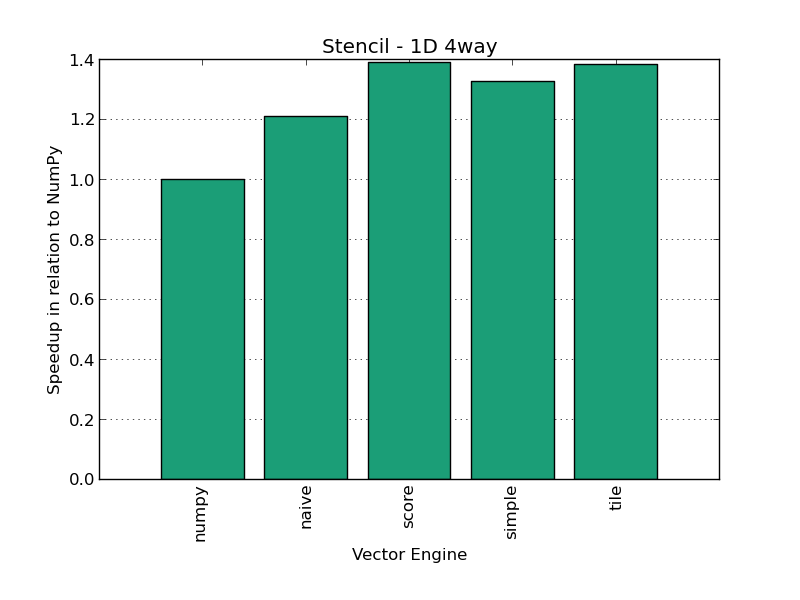 Stencil - 1D 4way
Speedup in relation to NumPy
1.4
1.2
1.0
0.8
0.6
0.4
0.2
0.0
numpy
naive
score
simple
tile
Vector Engine